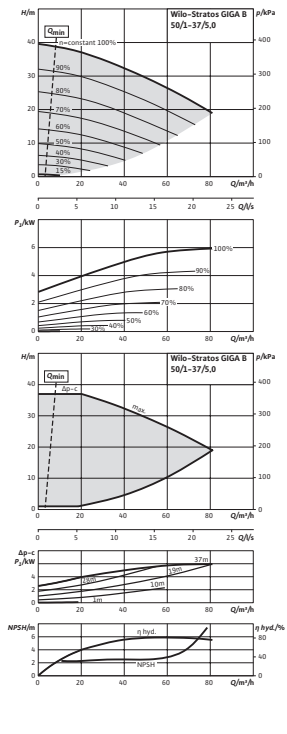 H/m Wilo-Stratos GIGA B p/kPa
50/1-37/5,0
Qmin
n=constant 100%
40 400
90%
30 300
80%
20 70% 200
60%
10 50% 100
40%
30%
15%
0 0
0 20 40 60 80 Q/m³/h
0 5 10 15 20 25 Q/l/s
P₂/kW
6 100%
90%
4
80%
70%
2 60%
50%
40%
30%
0
0 20 40 60 80 Q/m³/h
H/m Wilo-Stratos GIGA B p/kPa
50/1-37/5,0
Qmin
Δp-c
40 400
max.
30 300
20 200
10 100
0 0
0 20 40 60 80 Q/m³/h
0 5 10 15 20 25 Q/l/s
Δp-c
P₂/kW 37m
4 19m
28m
2 10m
1m
0
0 20 40 60 80 Q/m³/h
NPSH/m η hyd./%
6 η hyd. 80
4 40
2 NPSH
0 0
0 20 40 60 80 Q/m³/h